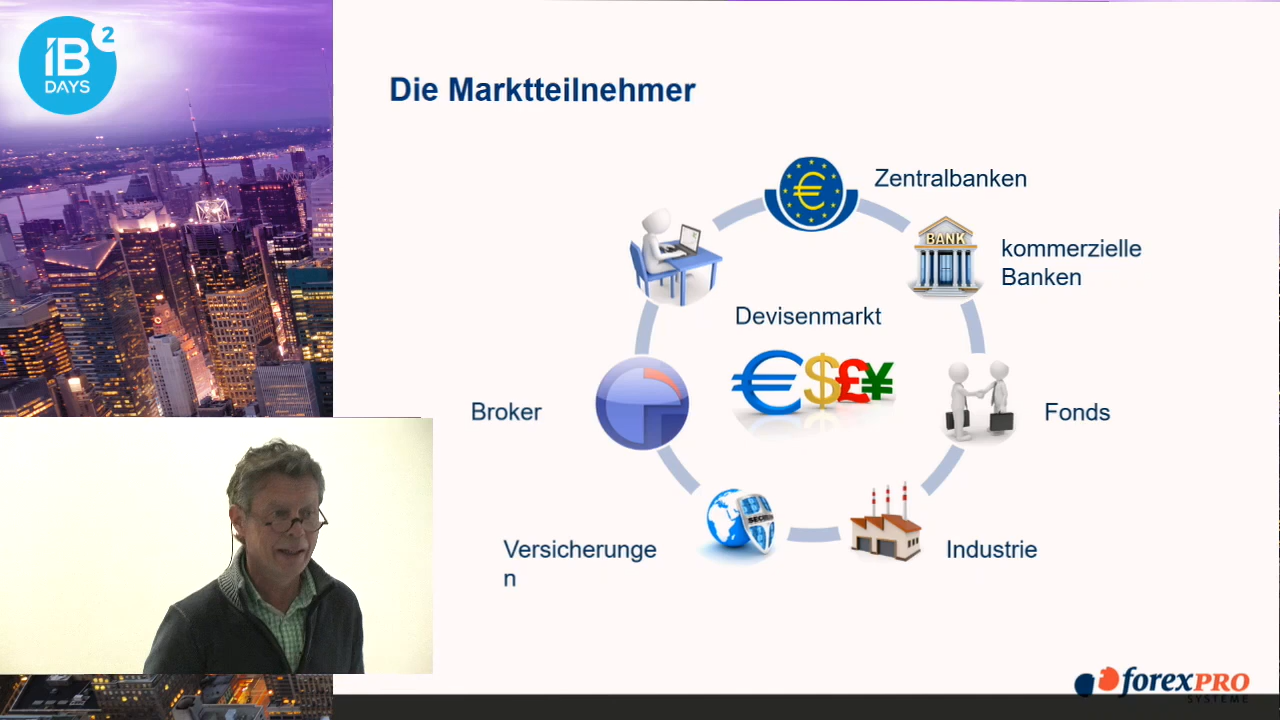 IB 2
DAYS
Die Marktteilnehmer
Zentralbanken
BANK
kommerzielle
Banken
Devisenmarkt
€$£¥
Broker
Fonds
Versicherunge
n
Industrie
forexPRO
SYSTEME